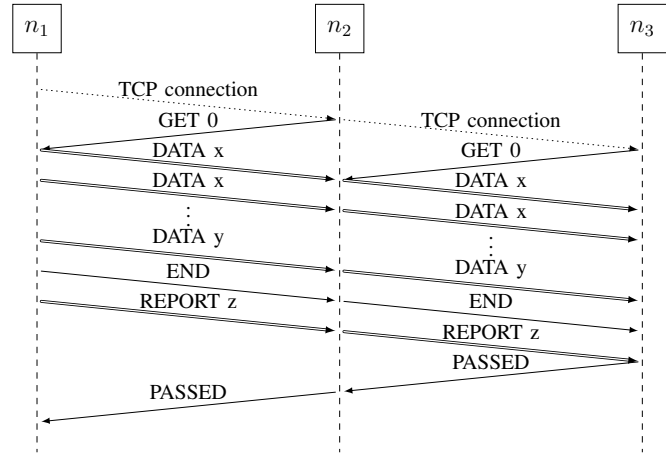 n₁ n₂ n₃
TCP connection
GET 0
TCP connection
DATA x
GET 0
DATA x
DATA x
DATA x
⋮
⋮
DATA y
DATA y
END
END
REPORT z
REPORT z
PASSED
PASSED